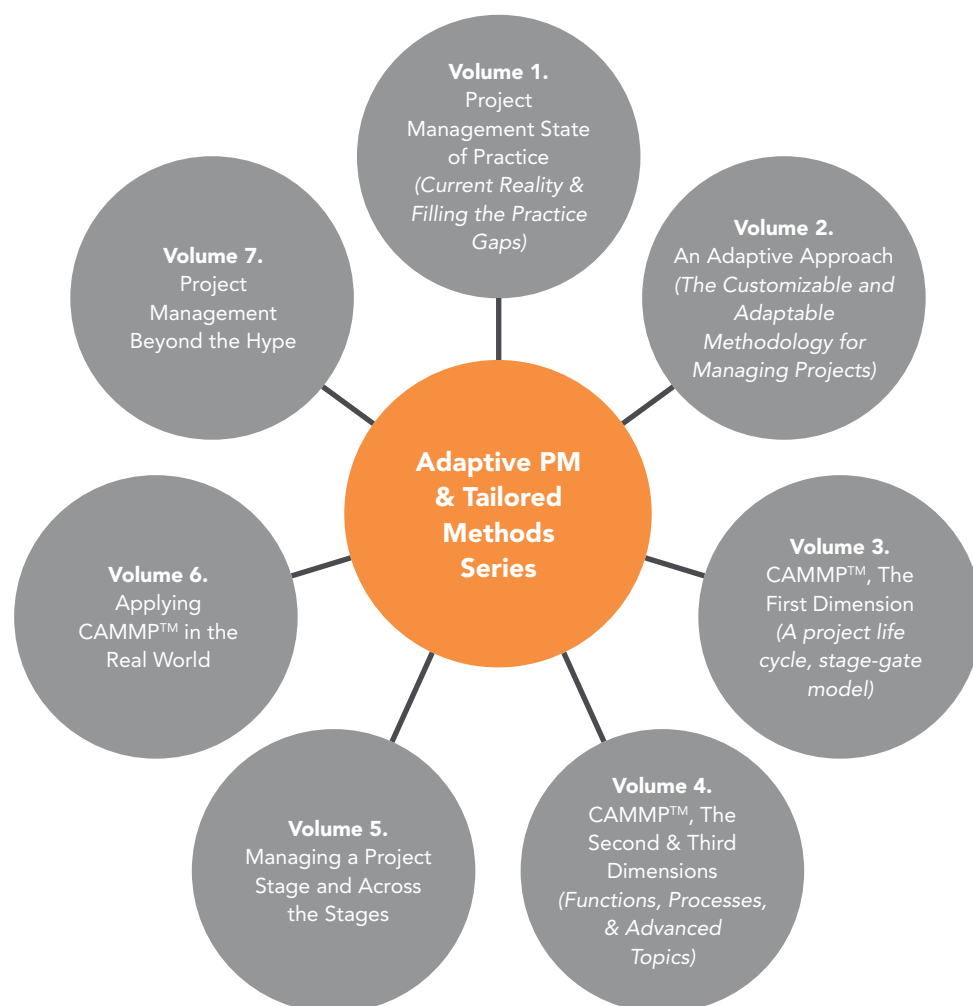 Volume 1.
Project
Management State
of Practice
(Current Reality &
Filling the Practice
Gaps)
Volume 2.
An Adaptive Approach
(The Customizable and
Adaptable
Methodology for
Managing Projects)
Volume 3.
CAMMP™, The
First Dimension
(A project life
cycle, stage-gate
model)
Volume 4.
CAMMP™, The
Second & Third
Dimensions
(Functions, Processes,
& Advanced
Topics)
Volume 5.
Managing a Project
Stage and Across
the Stages
Volume 6.
Applying
CAMMP™ in the
Real World
Volume 7.
Project
Management
Beyond the Hype
Adaptive PM
& Tailored
Methods
Series